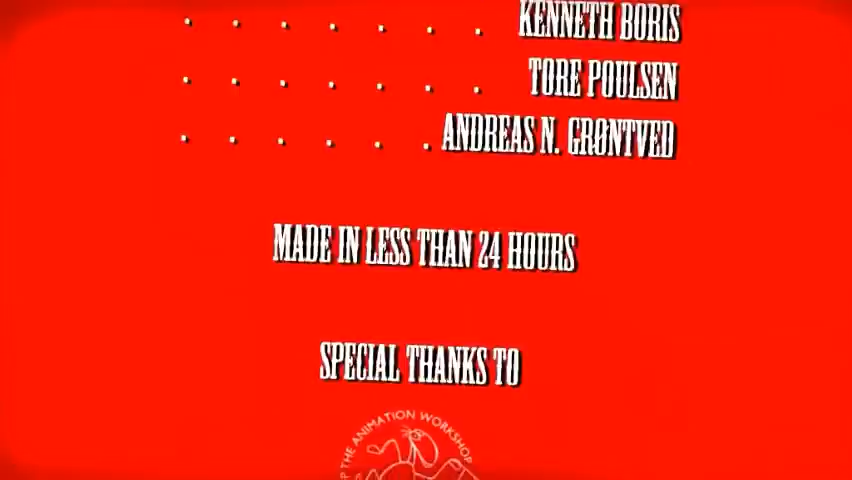 . . . . . . . KENNETH BORIS
. . . . . . . TORE POULSEN
. . . . . . ANDREAS N. GRØNTVED
MADE IN LESS THAN 24 HOURS
SPECIAL THANKS TO
THE ANIMATION WORKSHOP